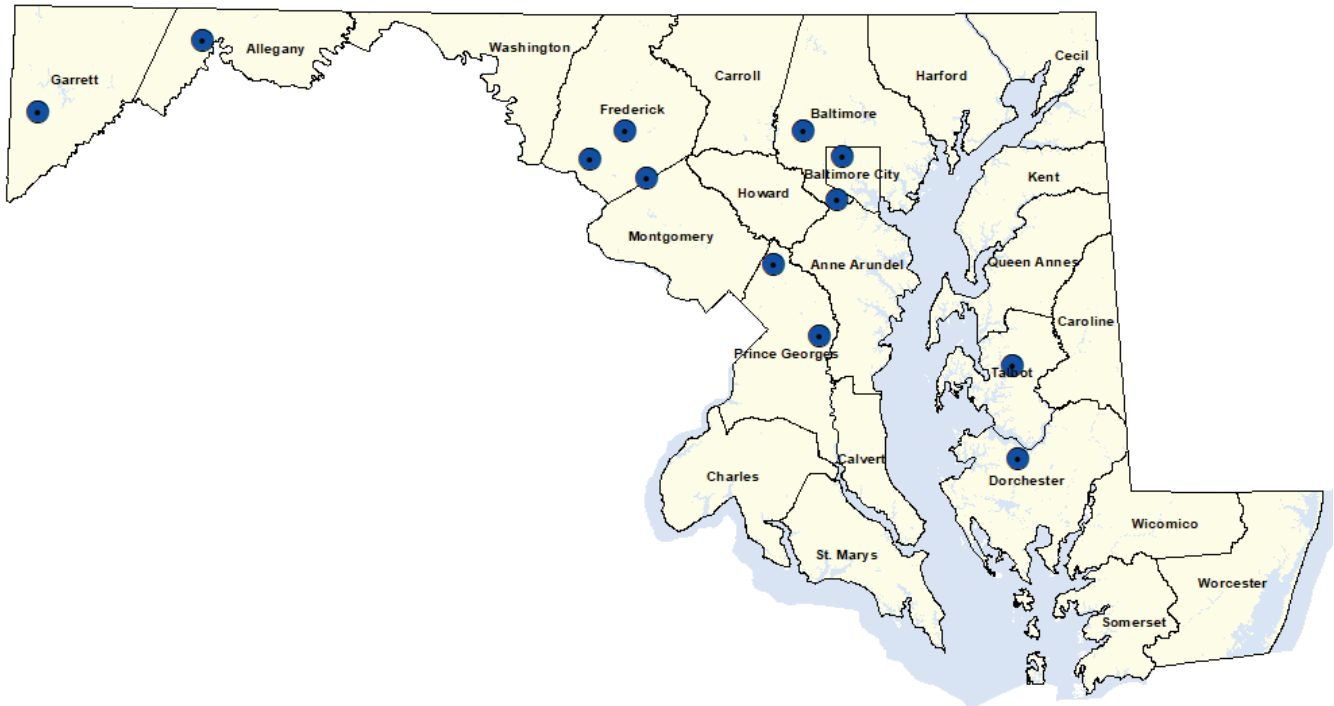 Garrett
Allegany
Washington
Frederick
Carroll
Baltimore
Harford
Cecil
Baltimore City
Howard
Kent
Montgomery
Anne Arundel
Queen Annes
Caroline
Prince Georges
Talbot
Charles
Calvert
Dorchester
St. Marys
Wicomico
Worcester
Somerset